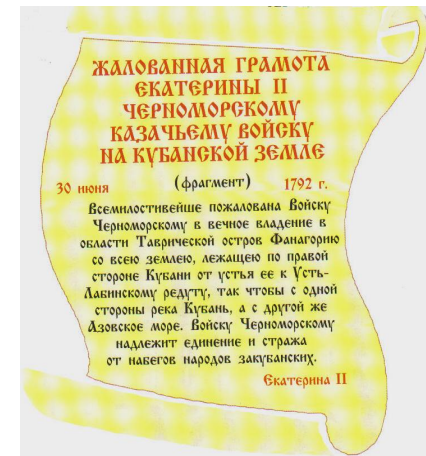 ЖАЛОВАННАЯ ГРАМОТА
ЕКАТЕРИНЫ II
ЧЕРНОМОРСКОМУ
КАЗАЧЬЕМУ ВОЙСКУ
НА КУБАНСКОЙ ЗЕМЛЕ
30 июня (фрагмент) 1792 г.
Всемилостивейше пожалована Войску
Черноморскому в вечное владение в
области Таврической остров Фанагорию
со всею землею, лежащею по правой
стороне Кубани от устья ее к Усть-
Лабинскому редуту, так чтобы с одной
стороны река Кубань, а с другой же
Азовское море. Войску Черноморскому
надлежит единение и стража
от набегов народов закубанских.
Екатерина II